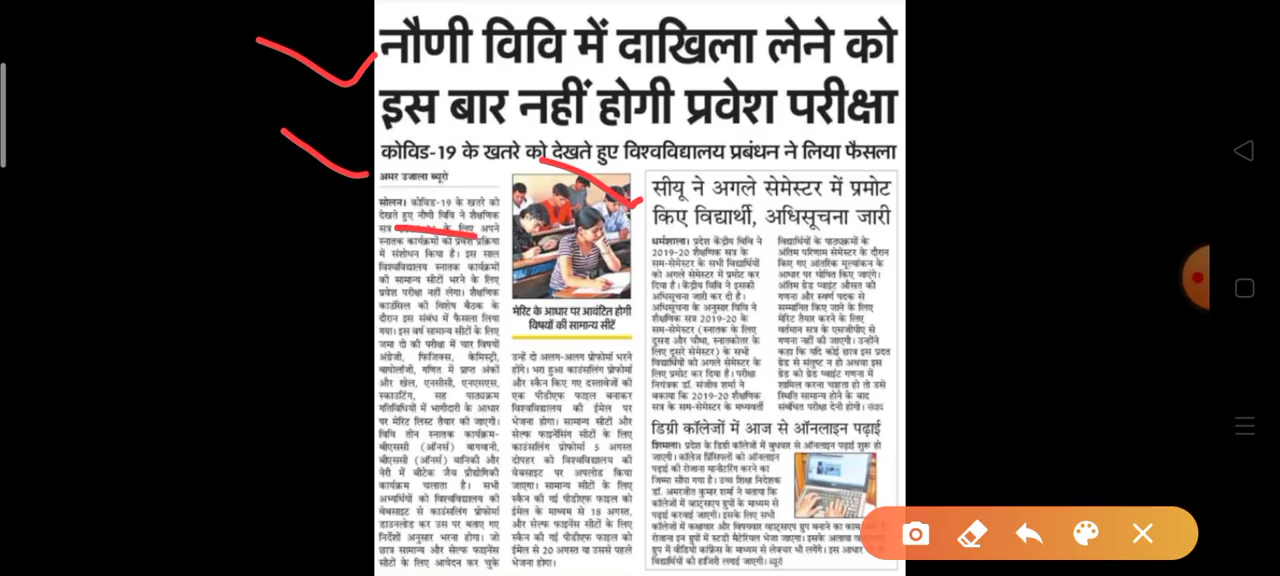 नौणी विवि में दाखिला लेने को
इस बार नहीं होगी प्रवेश परीक्षा
कोविड-19 के खतरे को देखते हुए विश्वविद्यालय प्रबंधन ने लिया फैसला
अमर उजाला ब्यूरो
सोलन। कोविड-19 के खतरे को
देखते हुए नौणी विवि ने शैक्षणिक
सत्र के लिए अपने
स्नातक कार्यक्रमों की प्रवेश प्रक्रिया
में संशोधन किया है। इस साल
विश्वविद्यालय स्नातक कार्यक्रमों
की सामान्य सीटों भरने के लिए
प्रवेश परीक्षा नहीं लेगा। शैक्षणिक
काउंसिल की विशेष बैठक के
दौरान इस संबंध में फैसला लिया
गया। इस वर्ष सामान्य सीटों के लिए
जमा दो की परीक्षा में चार विषयों
अंग्रेजी, फिजिक्स, केमिस्ट्री,
बायोलॉजी, गणित में प्राप्त अंकों
और खेल, एनसीसी, एनएसएस,
स्काउटिंग, सह पाठ्यक्रम
गतिविधियों में भागीदारी के आधार
पर मेरिट लिस्ट तैयार की जाएगी।
विवि तीन स्नातक कार्यक्रम-
बीएससी (ऑनर्स) बागवानी,
बीएससी (ऑनर्स) वानिकी और
नेरी में बीटेक जैव प्रौद्योगिकी
कार्यक्रम चलाता है। सभी
अभ्यर्थियों को विश्वविद्यालय की
वेबसाइट से काउंसलिंग प्रोफोर्मा
डाउनलोड कर उस पर बताए गए
निर्देशों अनुसार भरना होगा। जो
छात्र सामान्य और सेल्फ फाइनेंस
सीटों के लिए आवेदन कर चुके
मेरिट के आधार पर आवंटित होगी
विषयों की सामान्य सीटें
उन्हें दो अलग-अलग प्रोफोर्मा भरने
होंगे। भरा हुआ काउंसलिंग प्रोफोर्मा
और स्कैन किए गए दस्तावेजों की
एक पीडीएफ फाइल बनाकर
विश्वविद्यालय की ईमेल पर
भेजना होगा। सामान्य सीटों और
सेल्फ फाइनेंसिंग सीटों के लिए
काउंसलिंग प्रोफोर्मा 5 अगस्त
दोपहर को विश्वविद्यालय की
वेबसाइट पर अपलोड किया
जाएगा। सामान्य सीटों के लिए
स्कैन की गई पीडीएफ फाइल को
ईमेल के माध्यम से 18 अगस्त,
और सेल्फ फाइनेंस सीटों के लिए
स्कैन की गई पीडीएफ फाइल को
ईमेल से 20 अगस्त या उससे पहले
भेजना होगा।
सीयू ने अगले सेमेस्टर में प्रमोट
किए विद्यार्थी, अधिसूचना जारी
धर्मशाला। प्रदेश केंद्रीय विवि ने
2019-20 शैक्षणिक सत्र के
सम-सेमेस्टर के सभी विद्यार्थियों
को अगले सेमेस्टर में प्रमोट कर
दिया है। केंद्रीय विवि ने इसकी
अधिसूचना जारी कर दी है।
अधिसूचना के अनुसार विवि ने
शैक्षणिक सत्र 2019-20 के
सम-सेमेस्टर (स्नातक के लिए
दूसरा और चौथा, स्नातकोतर के
लिए दूसरे सेमेस्टर) के सभी
विद्यार्थियों को अगले सेमेस्टर के
लिए प्रमोट कर दिया है। परीक्षा
नियंत्रक डॉ. संजीव शर्मा ने
बताया कि 2019-20 शैक्षणिक
सत्र के सम-सेमेस्टर के मध्यवर्ती
विद्यार्थियों के पाठ्यक्रमों के
अंतिम परिणाम सेमेस्टर के दौरान
किए गए आंतरिक मूल्यांकन के
आधार पर घोषित किए जाएंगे।
अंतिम ग्रेड प्वाइंट औसत की
गणना और स्वर्ण पदक से
सम्मानित किए जाने के लिए
मेरिट तैयार करने के लिए
वर्तमान सत्र के एसजीपीए से
गणना नहीं की जाएगी। उन्होंने
कहा कि यदि कोई छात्र इस प्रदत
ग्रेड से संतुष्ट न हो अथवा इस
ग्रेड को ग्रेड प्वाइंट गणना में
शामिल करना चाहता हो तो उसे
स्थिति सामान्य होने के बाद
संबंधित परीक्षा देनी होगी। संवाद
डिग्री कॉलेजों में आज से ऑनलाइन पढ़ाई
शिमला। प्रदेश के डिग्री कॉलेजों में बुधवार से ऑनलाइन पढ़ाई शुरू हो
जाएगी। कॉलेज प्रिंसिपलों को ऑनलाइन
पढ़ाई की रोजाना मानीटरिंग करने का
जिम्मा सौंपा गया है। उच्च शिक्षा निदेशक
डॉ. अमरजीत कुमार शर्मा ने बताया कि
कॉलेजों में व्हाट्सएप ग्रुपों के माध्यम से
पढ़ाई करवाई जाएगी। इसके लिए सभी
कॉलेजों में कक्षावार और विषयवार व्हाट्सएप ग्रुप बनाने का काम
रोजाना इन ग्रुपों में स्टडी मैटेरियल भेजा जाएगा। इसके अलावा
ग्रुप में वीडियो कांफ्रेंस के माध्यम से लेक्चर भी लगेंगे। इस आधार
विद्यार्थियों की हाजिरी लगाई जाएगी। ब्यूरो